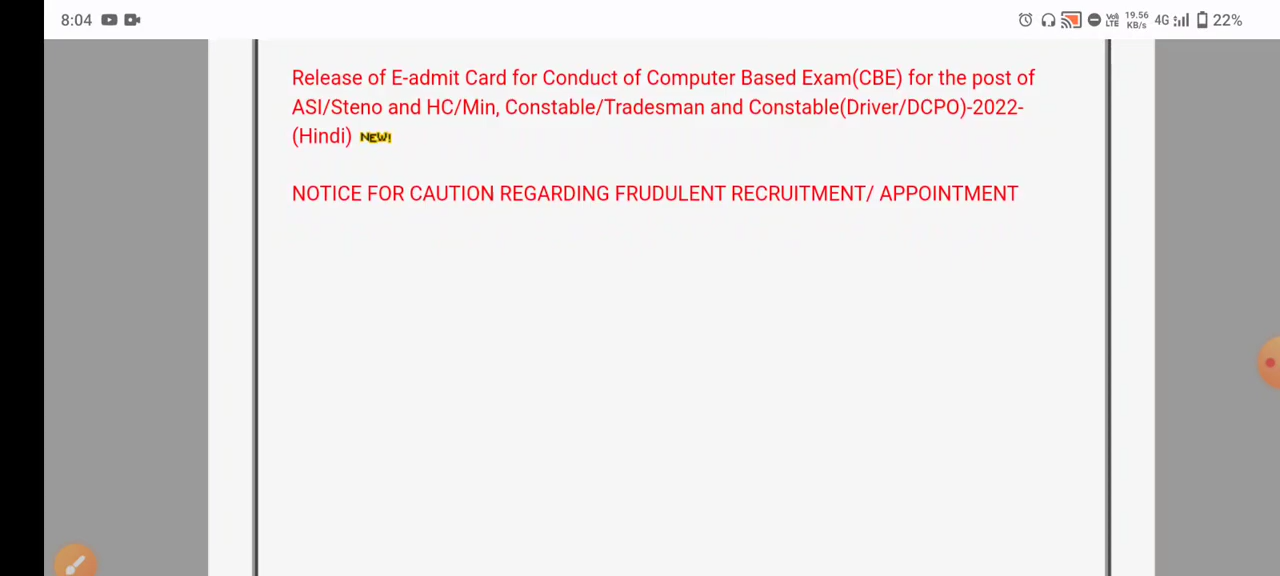 8:04
Vo) LTE
19.56 KB/s
4G
22%
Release of E-admit Card for Conduct of Computer Based Exam(CBE) for the post of
ASI/Steno and HC/Min, Constable/Tradesman and Constable(Driver/DCPO)-2022-
(Hindi) NEW!
NOTICE FOR CAUTION REGARDING FRUDULENT RECRUITMENT/ APPOINTMENT